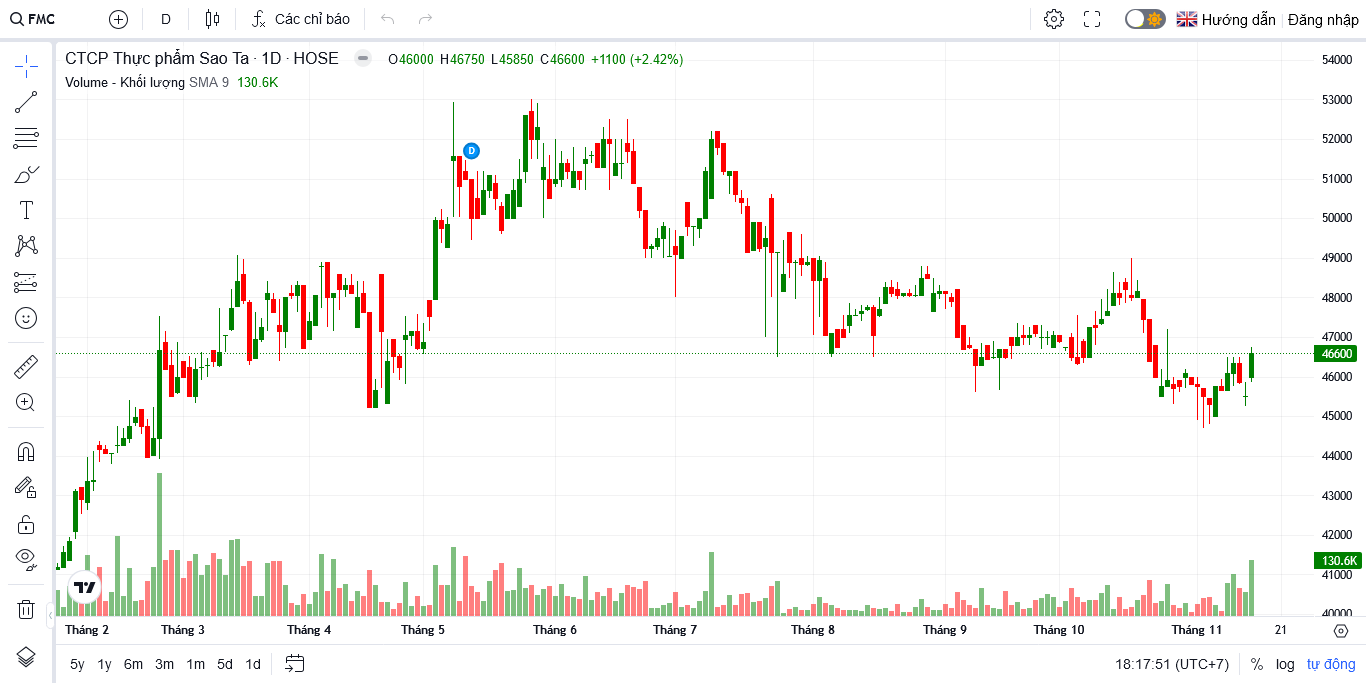 FMC D Các chỉ báo Hướng dẫn Đăng nhập
CTCP Thực phẩm Sao Ta · 1D · HOSE O46000 H46750 L45850 C46600 +1100 (+2.42%)
Volume - Khối lượng SMA 9 130.6K
D
54000
53000
52000
51000
50000
49000
48000
47000
46600
46000
45000
44000
43000
42000
130.6K
41000
40000
Tháng 2 Tháng 3 Tháng 4 Tháng 5 Tháng 6 Tháng 7 Tháng 8 Tháng 9 Tháng 10 Tháng 11 21
5y 1y 6m 3m 1m 5d 1d 18:17:51 (UTC+7) % log tự động